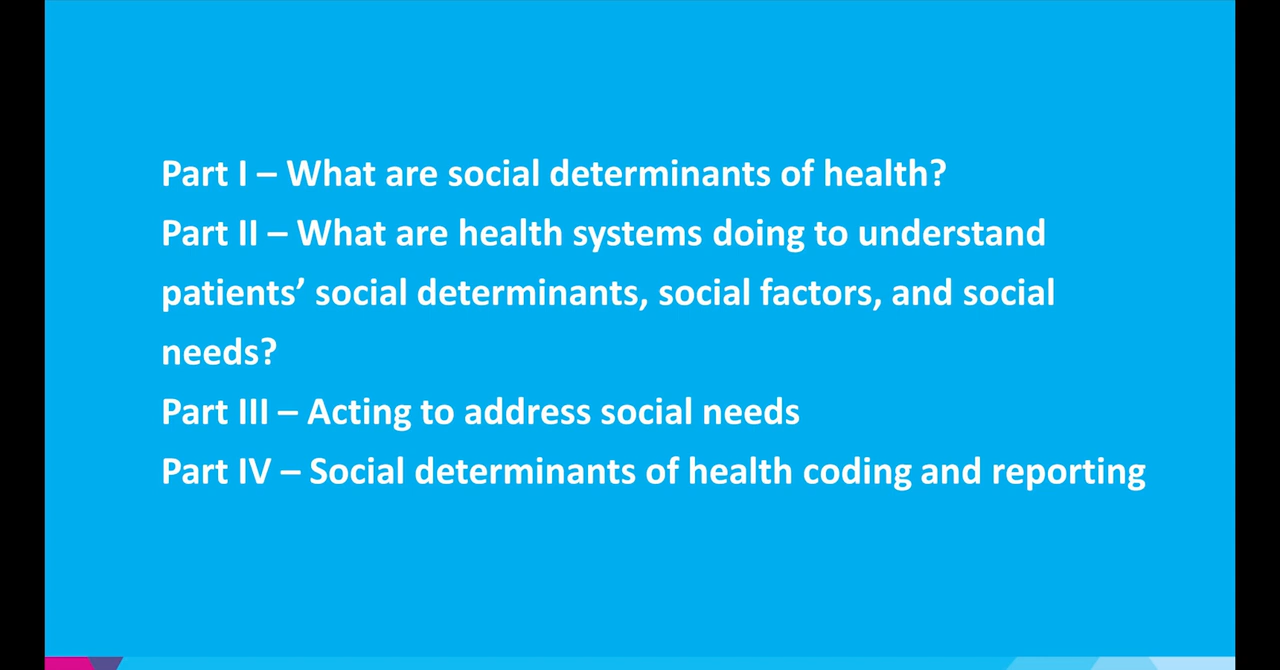 Part I – What are social determinants of health?
Part II – What are health systems doing to understand
patients’ social determinants, social factors, and social
needs?
Part III – Acting to address social needs
Part IV – Social determinants of health coding and reporting